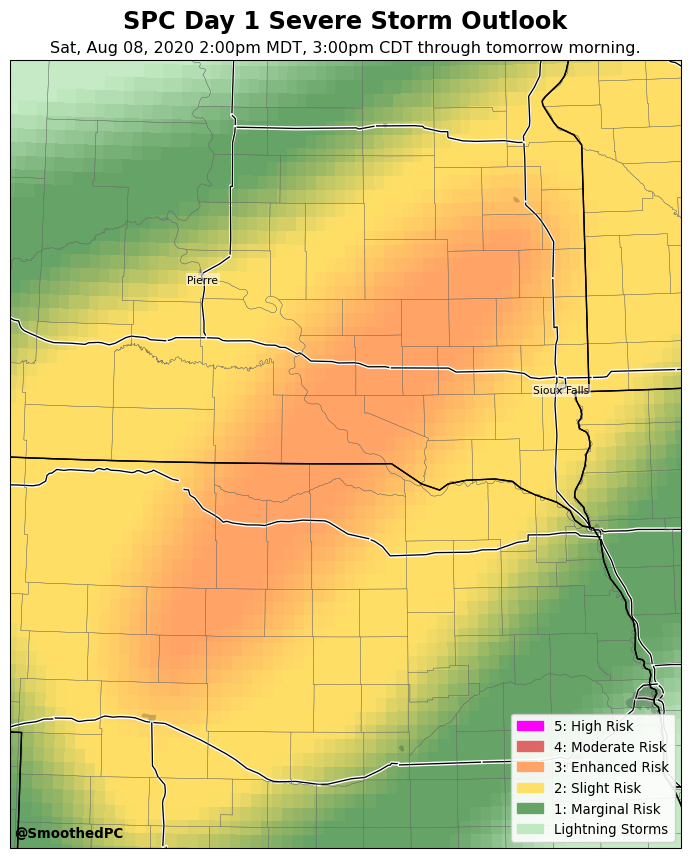 SPC Day 1 Severe Storm Outlook
Sat, Aug 08, 2020 2:00pm MDT, 3:00pm CDT through tomorrow morning.
Pierre
Sioux Falls
5: High Risk
4: Moderate Risk
3: Enhanced Risk
2: Slight Risk
1: Marginal Risk
Lightning Storms
@SmoothedPC